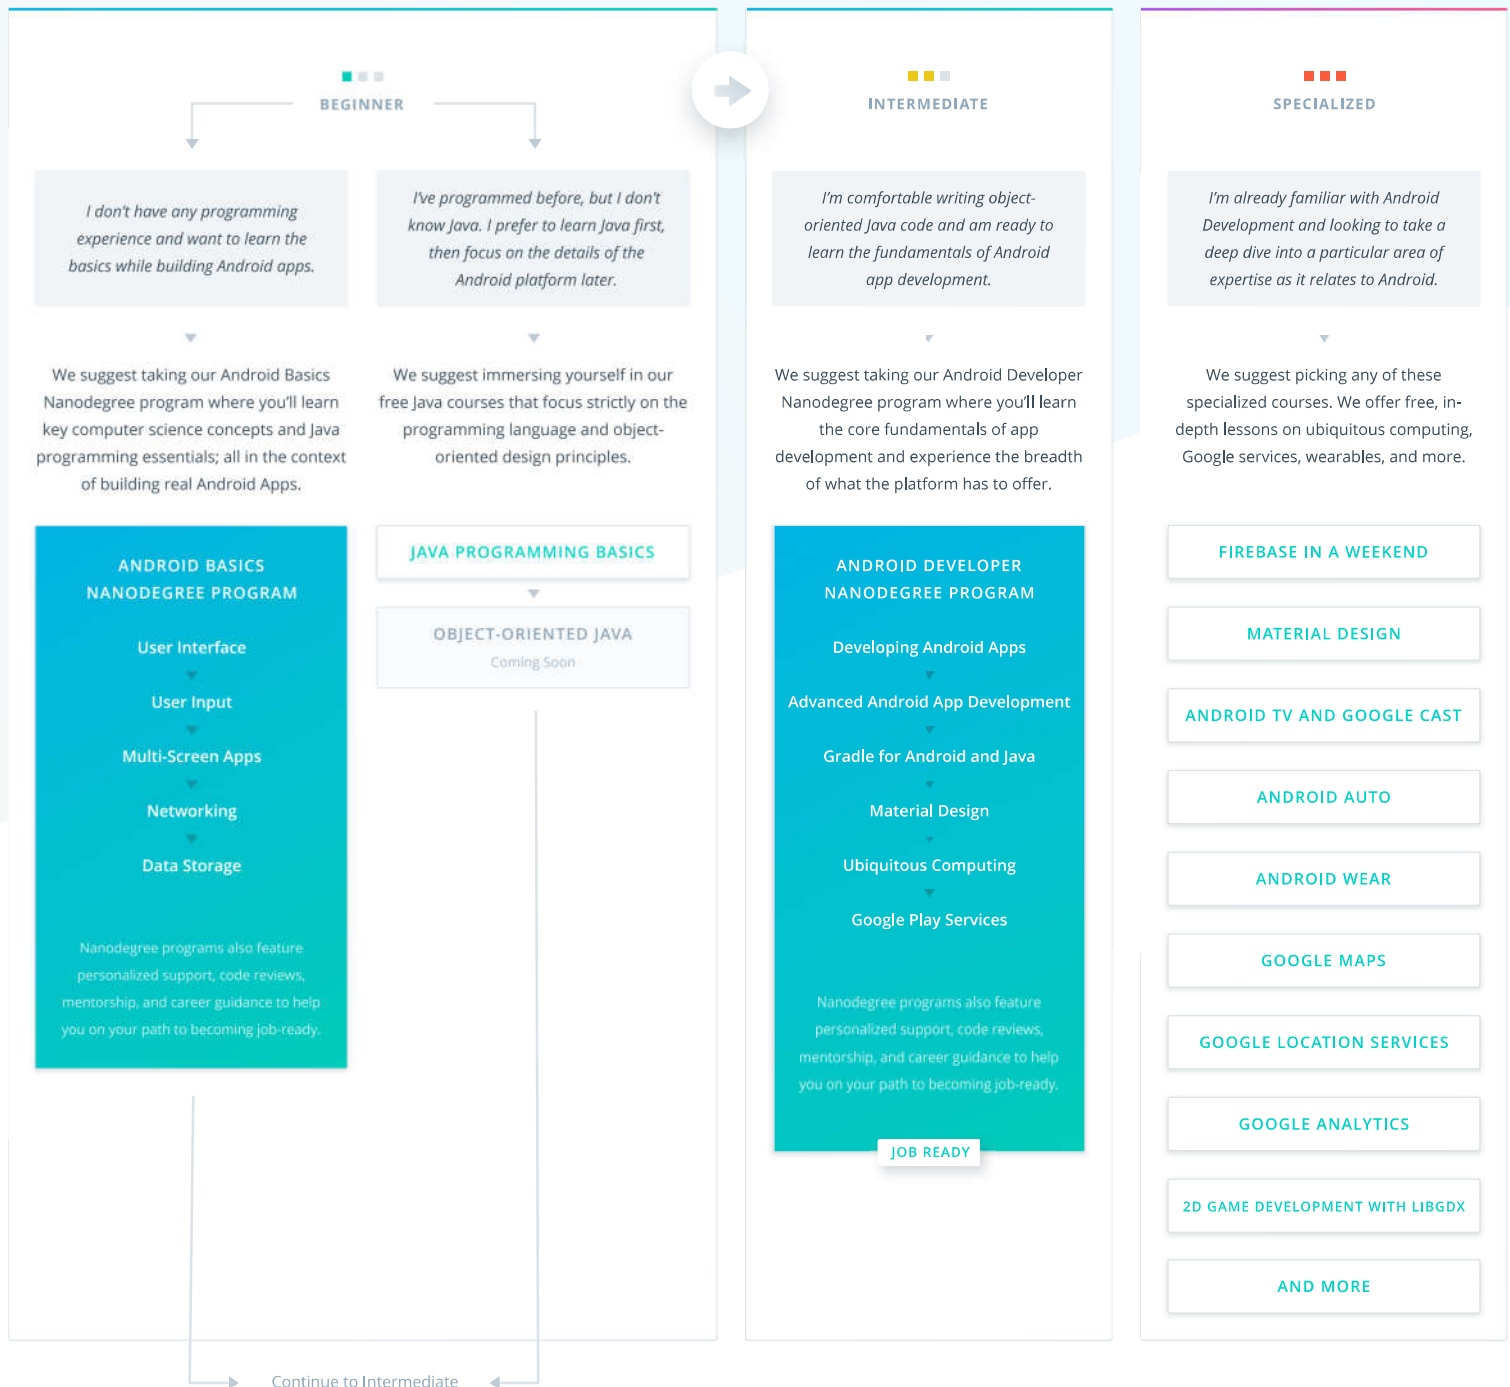 BEGINNER
I don't have any programming
experience and want to learn the
basics while building Android apps.
We suggest taking our Android Basics
Nanodegree program where you'll learn
key computer science concepts and Java
programming essentials; all in the context
of building real Android Apps.
ANDROID BASICS
NANODEGREE PROGRAM
User Interface
User Input
Multi-Screen Apps
Networking
Data Storage
Nanodegree programs also feature
personalized support, code reviews,
mentorship, and career guidance to help
you on your path to becoming job-ready.
I've programmed before, but I don't
know Java. I prefer to learn Java first,
then focus on the details of the
Android platform later.
We suggest immersing yourself in our
free Java courses that focus strictly on the
programming language and object-
oriented design principles.
JAVA PROGRAMMING BASICS
OBJECT-ORIENTED JAVA
Coming Soon
Continue to Intermediate
INTERMEDIATE
I'm comfortable writing object-
oriented Java code and am ready to
learn the fundamentals of Android
app development.
We suggest taking our Android Developer
Nanodegree program where you'll learn
the core fundamentals of app
development and experience the breadth
of what the platform has to offer.
ANDROID DEVELOPER
NANODEGREE PROGRAM
Developing Android Apps
Advanced Android App Development
Gradle for Android and Java
Material Design
Ubiquitous Computing
Google Play Services
Nanodegree programs also feature
personalized support, code reviews,
mentorship, and career guidance to help
you on your path to becoming job-ready.
JOB READY
SPECIALIZED
I'm already familiar with Android
Development and looking to take a
deep dive into a particular area of
expertise as it relates to Android.
We suggest picking any of these
specialized courses. We offer free, in-
depth lessons on ubiquitous computing,
Google services, wearables, and more.
FIREBASE IN A WEEKEND
MATERIAL DESIGN
ANDROID TV AND GOOGLE CAST
ANDROID AUTO
ANDROID WEAR
GOOGLE MAPS
GOOGLE LOCATION SERVICES
GOOGLE ANALYTICS
2D GAME DEVELOPMENT WITH LIBGDX
AND MORE